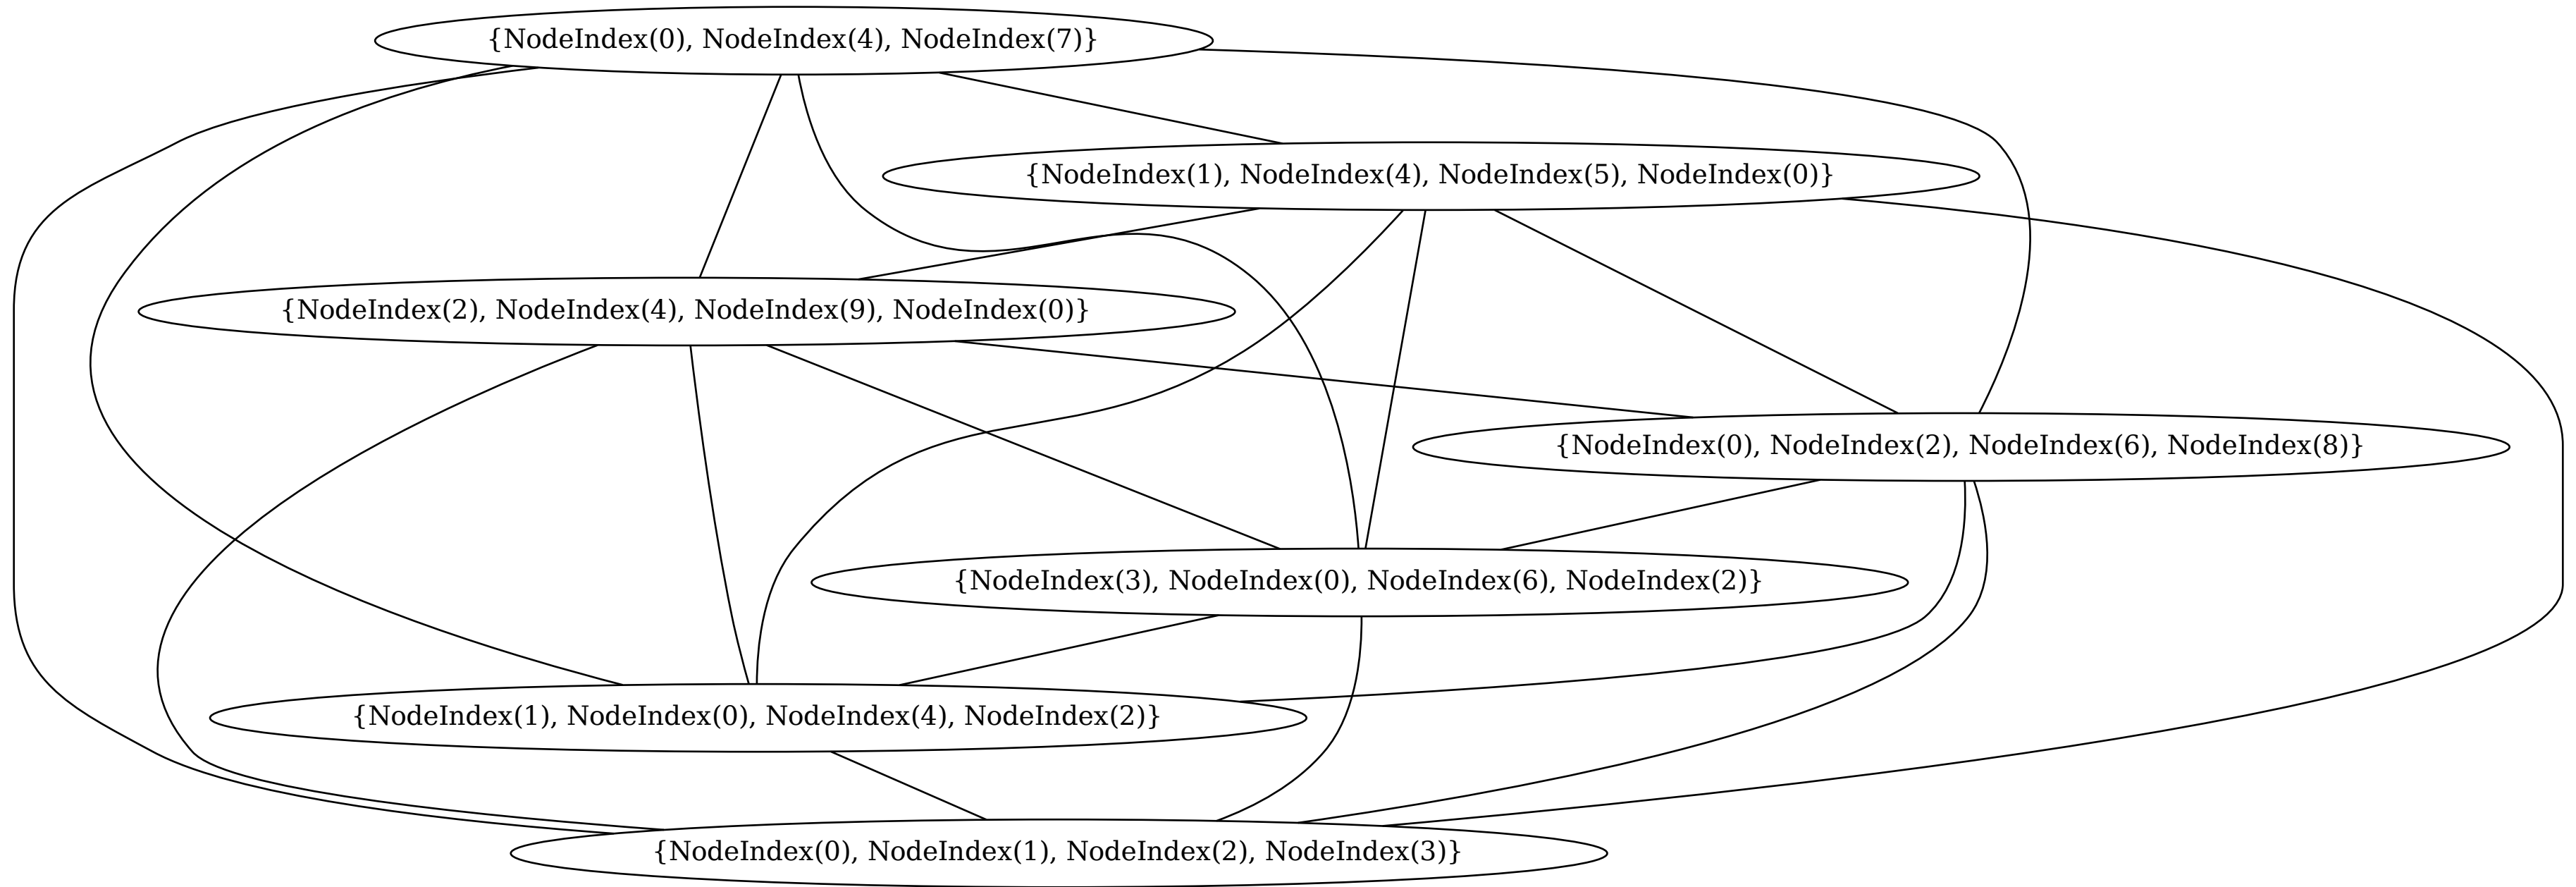 {NodeIndex(0), NodeIndex(4), NodeIndex(7)}
{NodeIndex(1), NodeIndex(4), NodeIndex(5), NodeIndex(0)}
{NodeIndex(2), NodeIndex(4), NodeIndex(9), NodeIndex(0)}
{NodeIndex(0), NodeIndex(2), NodeIndex(6), NodeIndex(8)}
{NodeIndex(3), NodeIndex(0), NodeIndex(6), NodeIndex(2)}
{NodeIndex(1), NodeIndex(0), NodeIndex(4), NodeIndex(2)}
{NodeIndex(0), NodeIndex(1), NodeIndex(2), NodeIndex(3)}